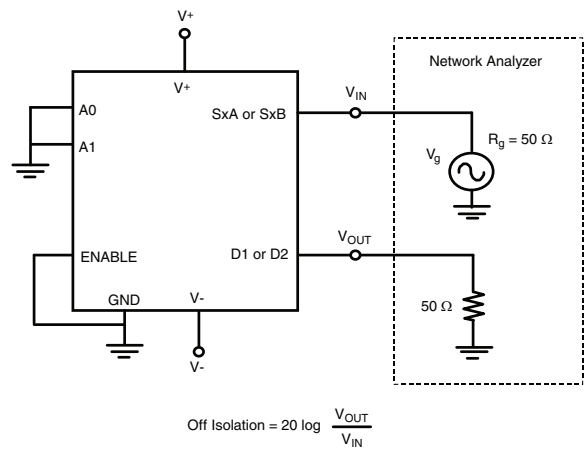 V+
V+
Network Analyzer
A0
SxA or SxB
VIN
A1
Vg
Rg = 50 Ω
ENABLE
D1 or D2
VOUT
GND
V-
50 Ω
V-
Off Isolation = 20 log VOUT / VIN